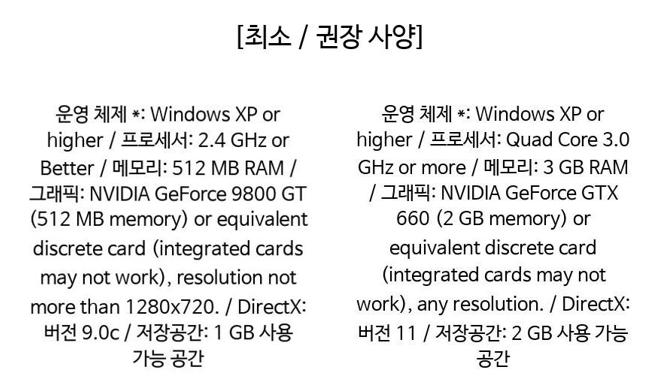 [최소 / 권장 사양]
운영 체제 *: Windows XP or
higher / 프로세서: 2.4 GHz or
Better / 메모리: 512 MB RAM /
그래픽: NVIDIA GeForce 9800 GT
(512 MB memory) or equivalent
discrete card (integrated cards
may not work), resolution not
more than 1280x720. / DirectX:
버전 9.0c / 저장공간: 1 GB 사용
가능 공간
운영 체제 *: Windows XP or
higher / 프로세서: Quad Core 3.0
GHz or more / 메모리: 3 GB RAM
/ 그래픽: NVIDIA GeForce GTX
660 (2 GB memory) or
equivalent discrete card
(integrated cards may not
work), any resolution. / DirectX:
버전 11 / 저장공간: 2 GB 사용 가능
공간